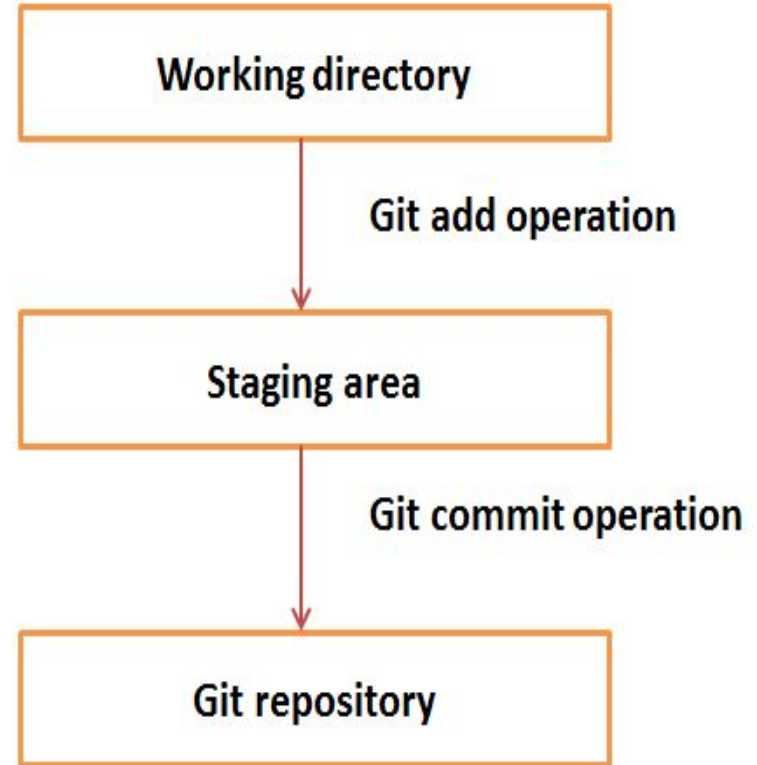 Working directory
Git add operation
Staging area
Git commit operation
Git repository